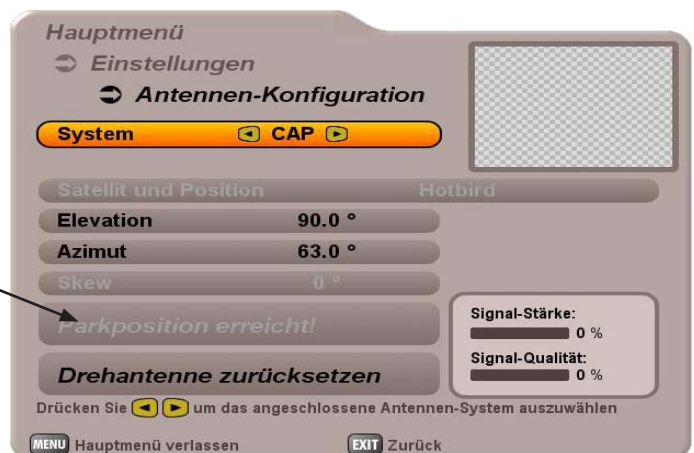 Hauptmenü
Einstellungen
Antennen-Konfiguration
System CAP
Satellit und Position Hotbird
Elevation 90.0 °
Azimut 63.0 °
Skew 0 °
Parkposition erreicht!
Drehantenne zurücksetzen
Signal-Stärke:
0 %
Signal-Qualität:
0 %
Drücken Sie um das angeschlossene Antennen-System auszuwählen
MENU Hauptmenü verlassen EXIT Zurück